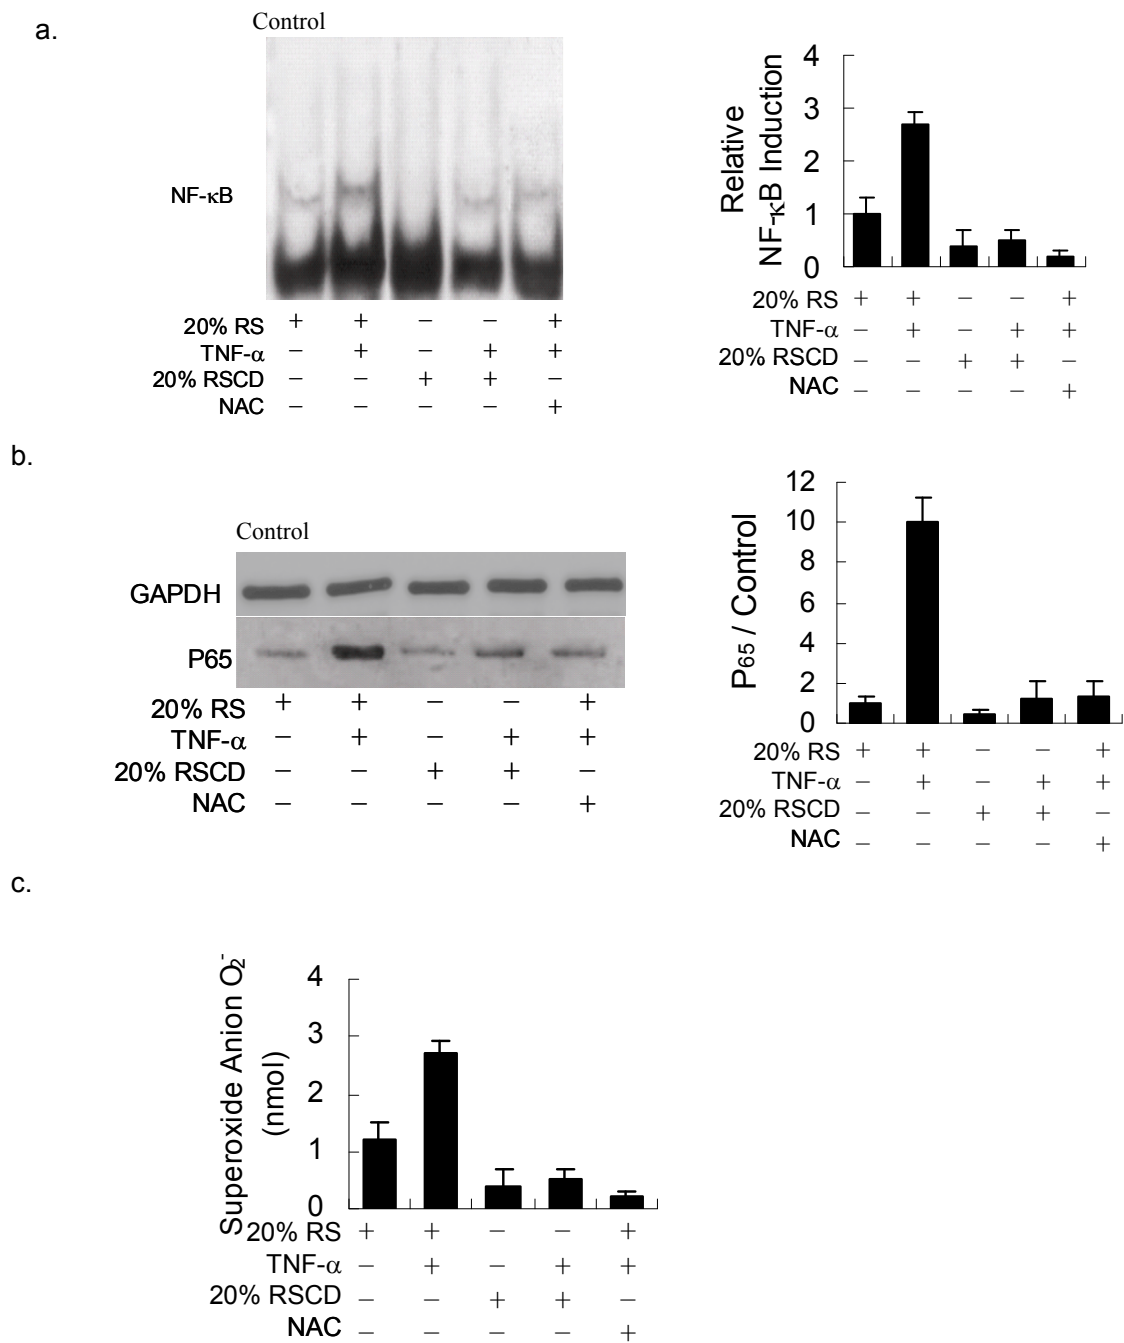 a.
Control
NF-κB
20% RS + + − − +
TNF-α − + − + +
20% RSCD − − + + −
NAC − − − − +
Relative
NF-κB Induction
4
3
2
1
0
20% RS + + − − +
TNF-α − + − + +
20% RSCD − − + + −
NAC − − − − +
b.
Control
GAPDH
P65
20% RS + + − − +
TNF-α − + − + +
20% RSCD − − + + −
NAC − − − − +
P65 / Control
12
10
8
6
4
2
0
20% RS + + − − +
TNF-α − + − + +
20% RSCD − − + + −
NAC − − − − +
c.
Superoxide Anion O₂⁻
(nmol)
4
3
2
1
0
20% RS + + − − +
TNF-α − + − + +
20% RSCD − − + + −
NAC − − − − +